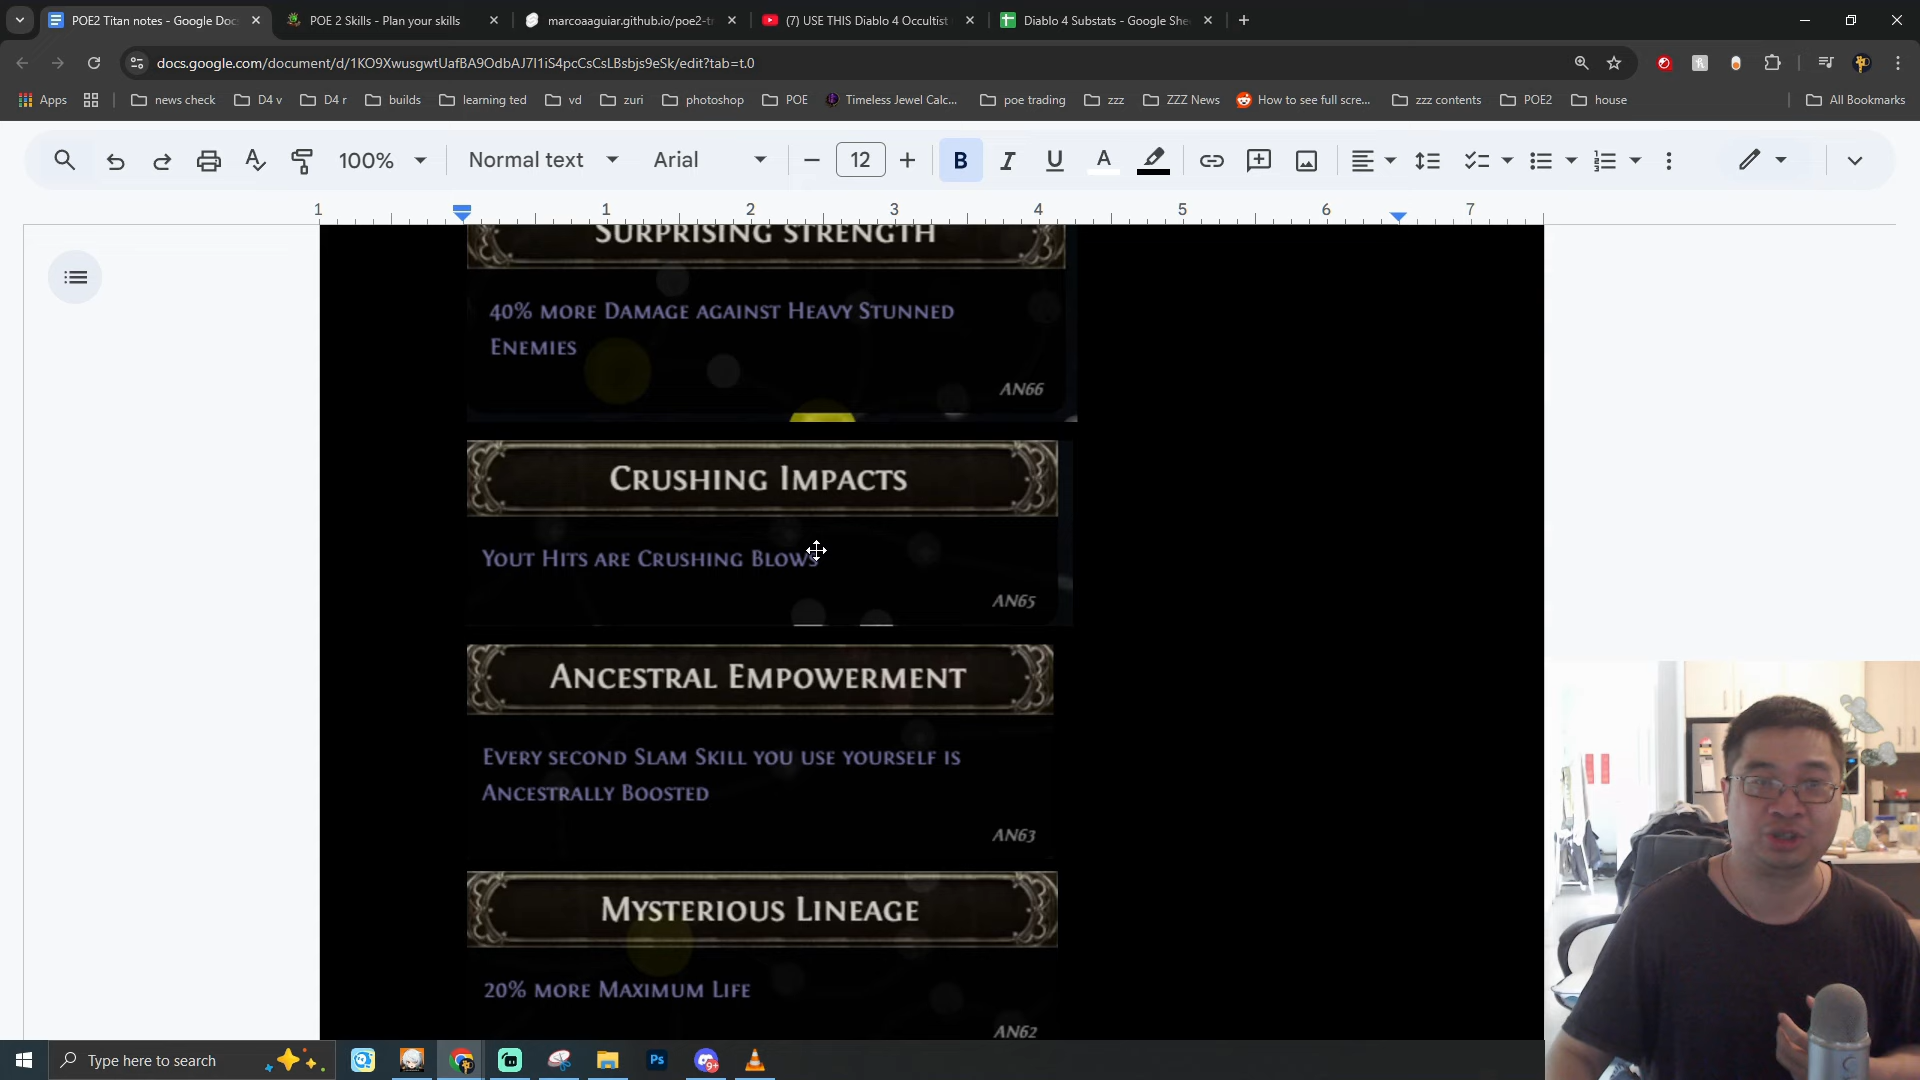 POE2 Titan notes - Google Doc
POE 2 Skills - Plan your skills
marcoaaguiar.github.io/poe2-tr
(7) USE THIS Diablo 4 Occultist
Diablo 4 Substats - Google She
docs.google.com/document/d/1KO9XwusgwtUafBA9OdbAJ7I1iS4pcCsCsLBsbjs9eSk/edit?tab=t.0
Apps
news check
D4 v
D4 r
builds
learning ted
vd
zuri
photoshop
POE
Timeless Jewel Calc...
poe trading
zzz
ZZZ News
How to see full scre...
zzz contents
POE2
house
All Bookmarks
100%
Normal text
Arial
12
B
I
U
A
1 1 2 3 4 5 6 7
SURPRISING STRENGTH
40% MORE DAMAGE AGAINST HEAVY STUNNED
ENEMIES
AN66
CRUSHING IMPACTS
YOUT HITS ARE CRUSHING BLOWS
AN65
ANCESTRAL EMPOWERMENT
EVERY SECOND SLAM SKILL YOU USE YOURSELF IS
ANCESTRALLY BOOSTED
AN63
MYSTERIOUS LINEAGE
20% MORE MAXIMUM LIFE
AN62
Type here to search
Ps
9+